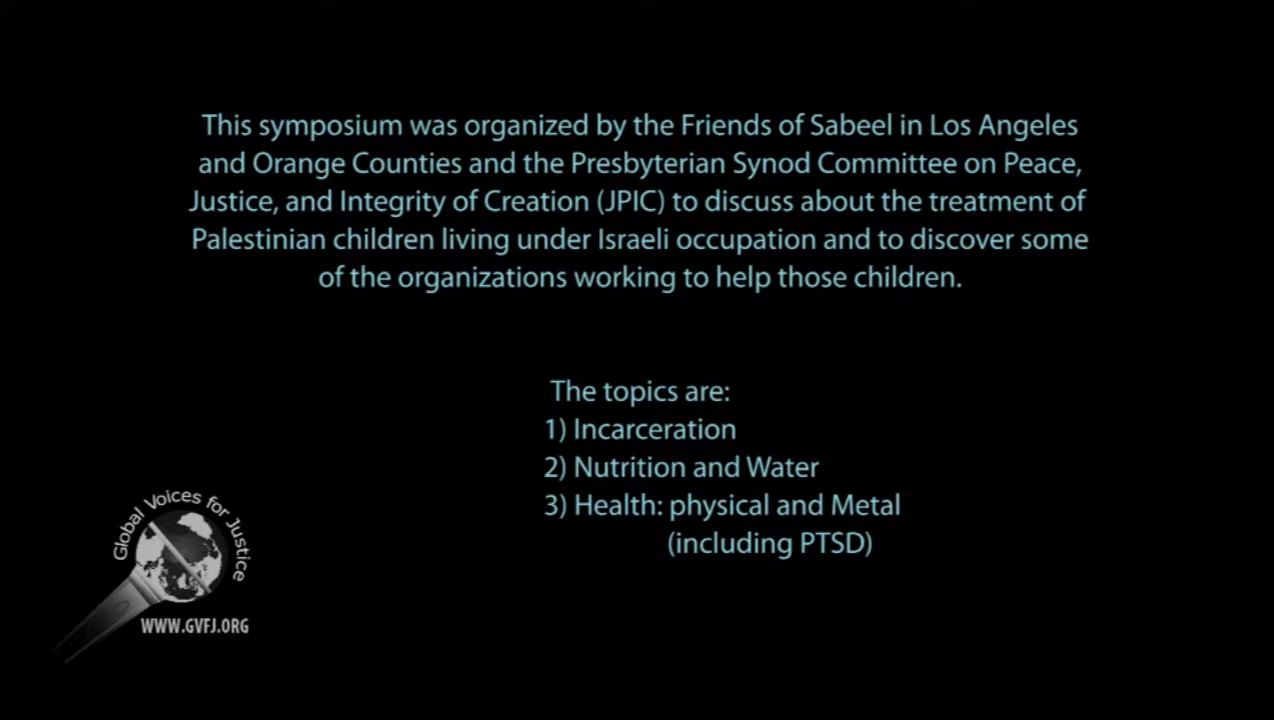 This symposium was organized by the Friends of Sabeel in Los Angeles
and Orange Counties and the Presbyterian Synod Committee on Peace,
Justice, and Integrity of Creation (JPIC) to discuss about the treatment of
Palestinian children living under Israeli occupation and to discover some
of the organizations working to help those children.
The topics are:
1) Incarceration
2) Nutrition and Water
3) Health: physical and Metal
(including PTSD)
Global Voices for Justice
WWW.GVFJ.ORG